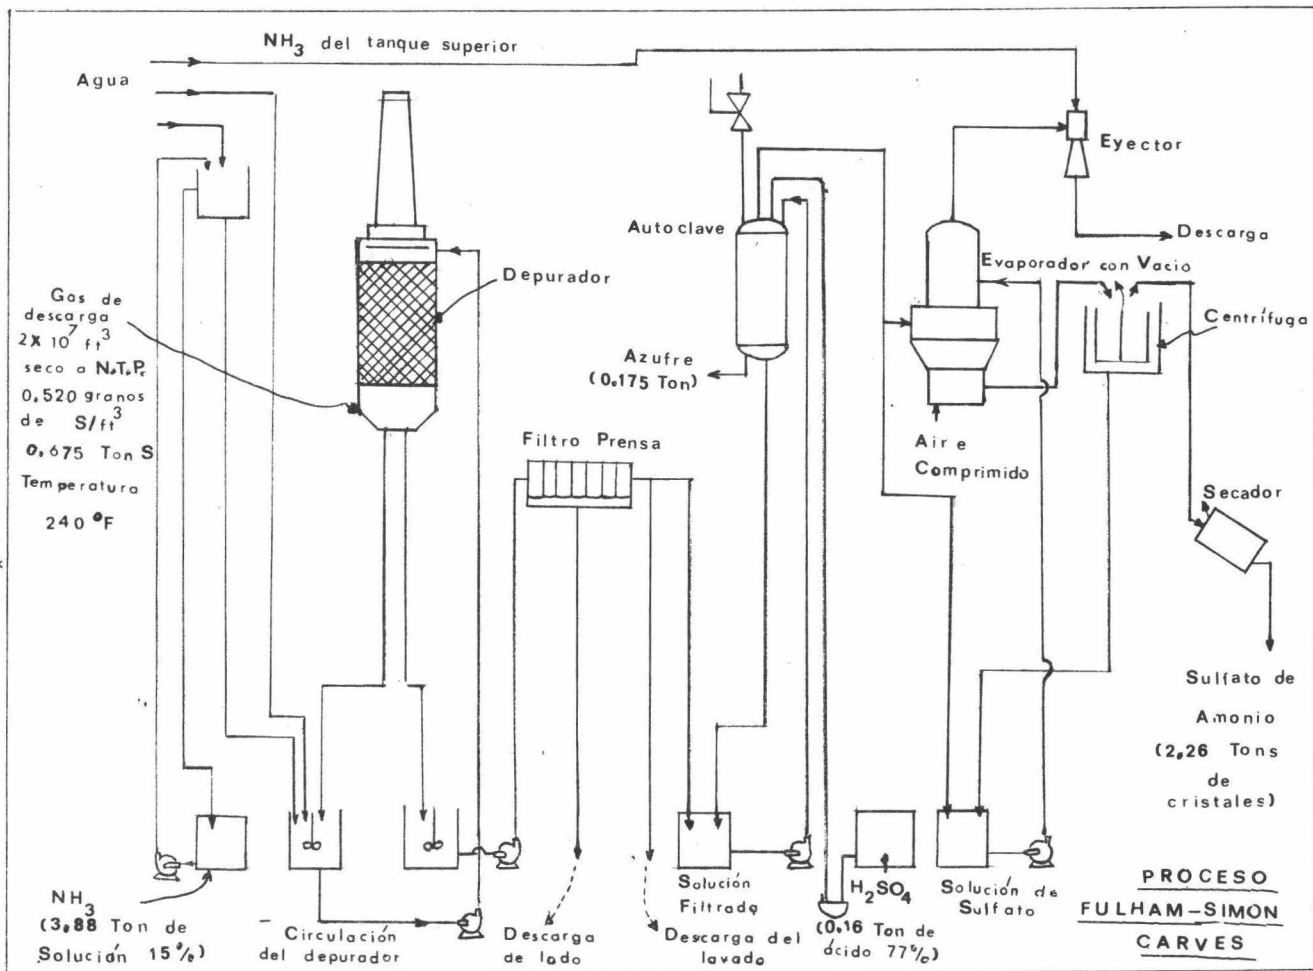 NH3 del tanque superior
Agua
Eyector
Descarga
Autoclave
Evaporador con Vacio
Centrífuga
Depurador
Gas de
descarga
2X 10^7 ft^3
seco a N.T.P.
0,520 granos
de S/ft^3
0,675 Ton S
Temperatura
240 °F
Azufre
(0,175 Ton)
Aire
Comprimido
Filtro Prensa
Secador
Sulfato de
Amonio
(2,26 Tons
de
cristales)
NH3
(3,88 Ton de
Solución 15%)
Circulación
del depurador
Descarga
de lodo
Descarga del
lavado
Solución
Filtrada
H2SO4
(0,16 Ton de
ácido 77%)
Solución de
Sulfato
PROCESO
FULHAM-SIMON
CARVES